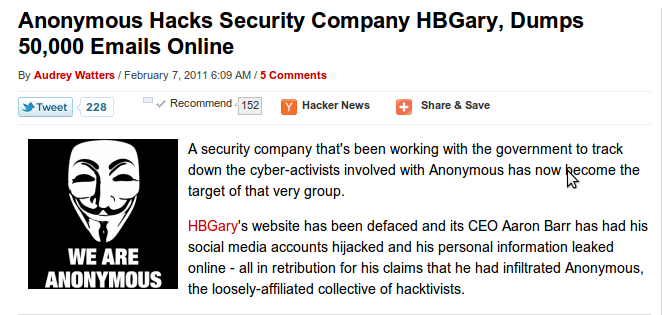 Anonymous Hacks Security Company HBGary, Dumps
50,000 Emails Online
By Audrey Watters / February 7, 2011 6:09 AM / 5 Comments
Tweet 228 Recommend 152 Hacker News Share & Save
A security company that's been working with the government to track
down the cyber-activists involved with Anonymous has now become the
target of that very group.
HBGary's website has been defaced and its CEO Aaron Barr has had his
social media accounts hijacked and his personal information leaked
online - all in retribution for his claims that he had infiltrated Anonymous,
the loosely-affiliated collective of hacktivists.
WE ARE
ANONYMOUS